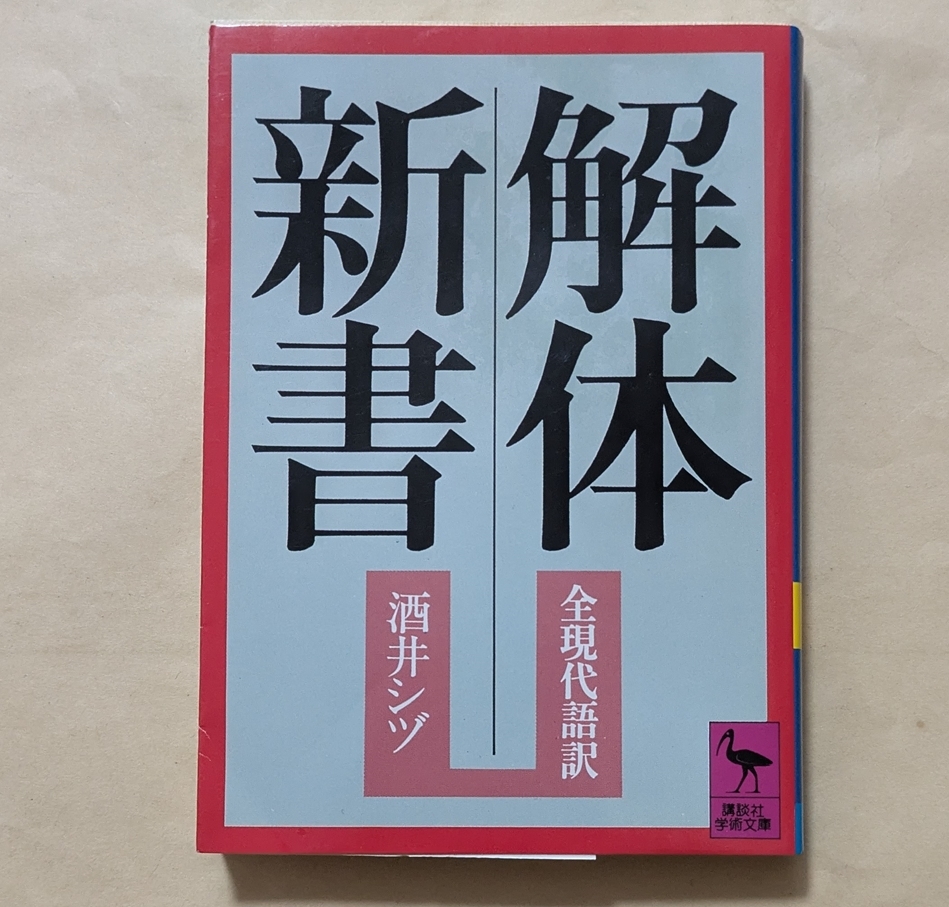 解体
新書
全現代語訳
酒井シヅ
講談社
学術文庫